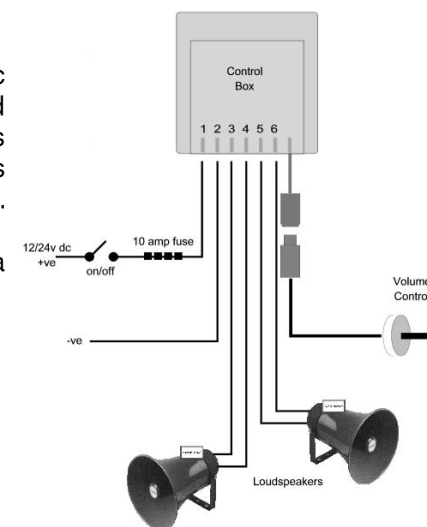 Control
Box
1 2 3 4 5 6
12/24v dc
+ve
on/off
10 amp fuse
-ve
Volume
Loudspeakers